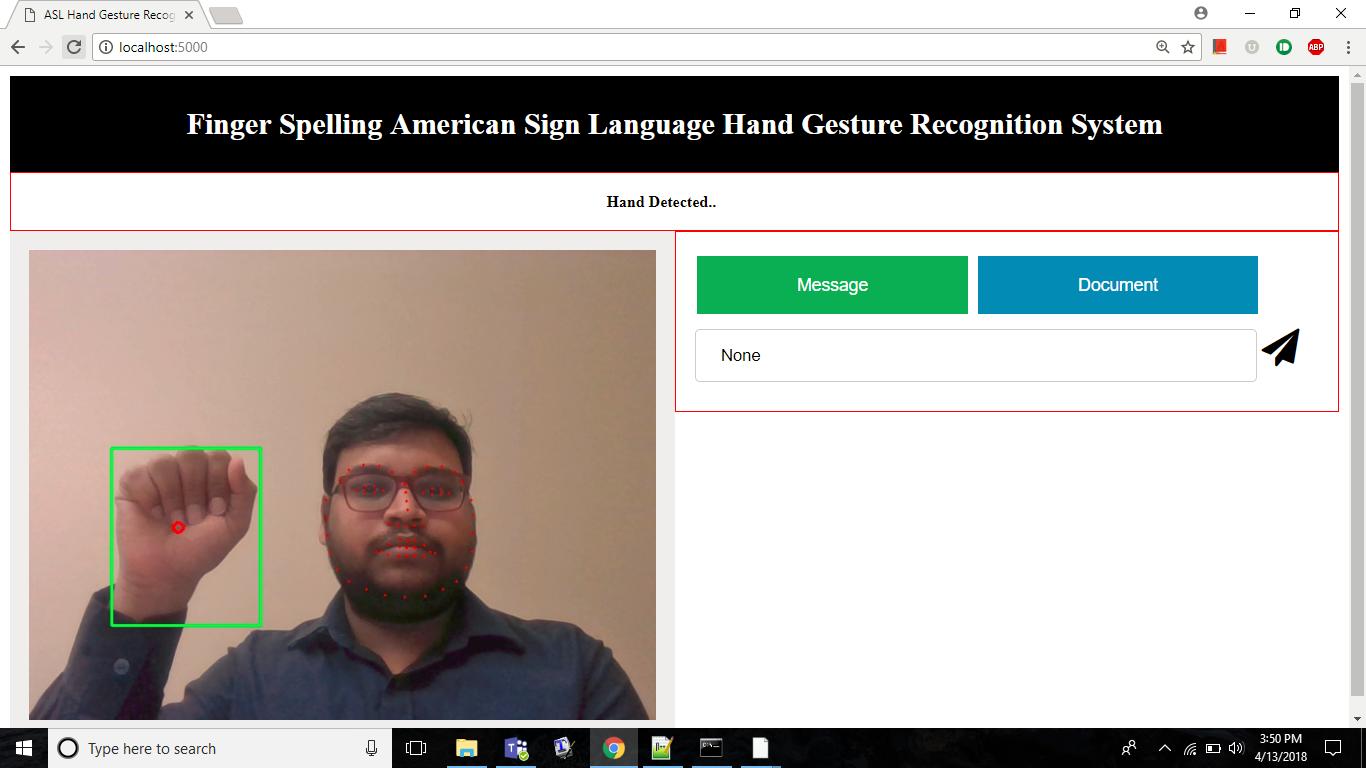 ASL Hand Gesture Recog
localhost:5000
ABP
Finger Spelling American Sign Language Hand Gesture Recognition System
Hand Detected..
Message
Document
None
Type here to search
3:50 PM
4/13/2018